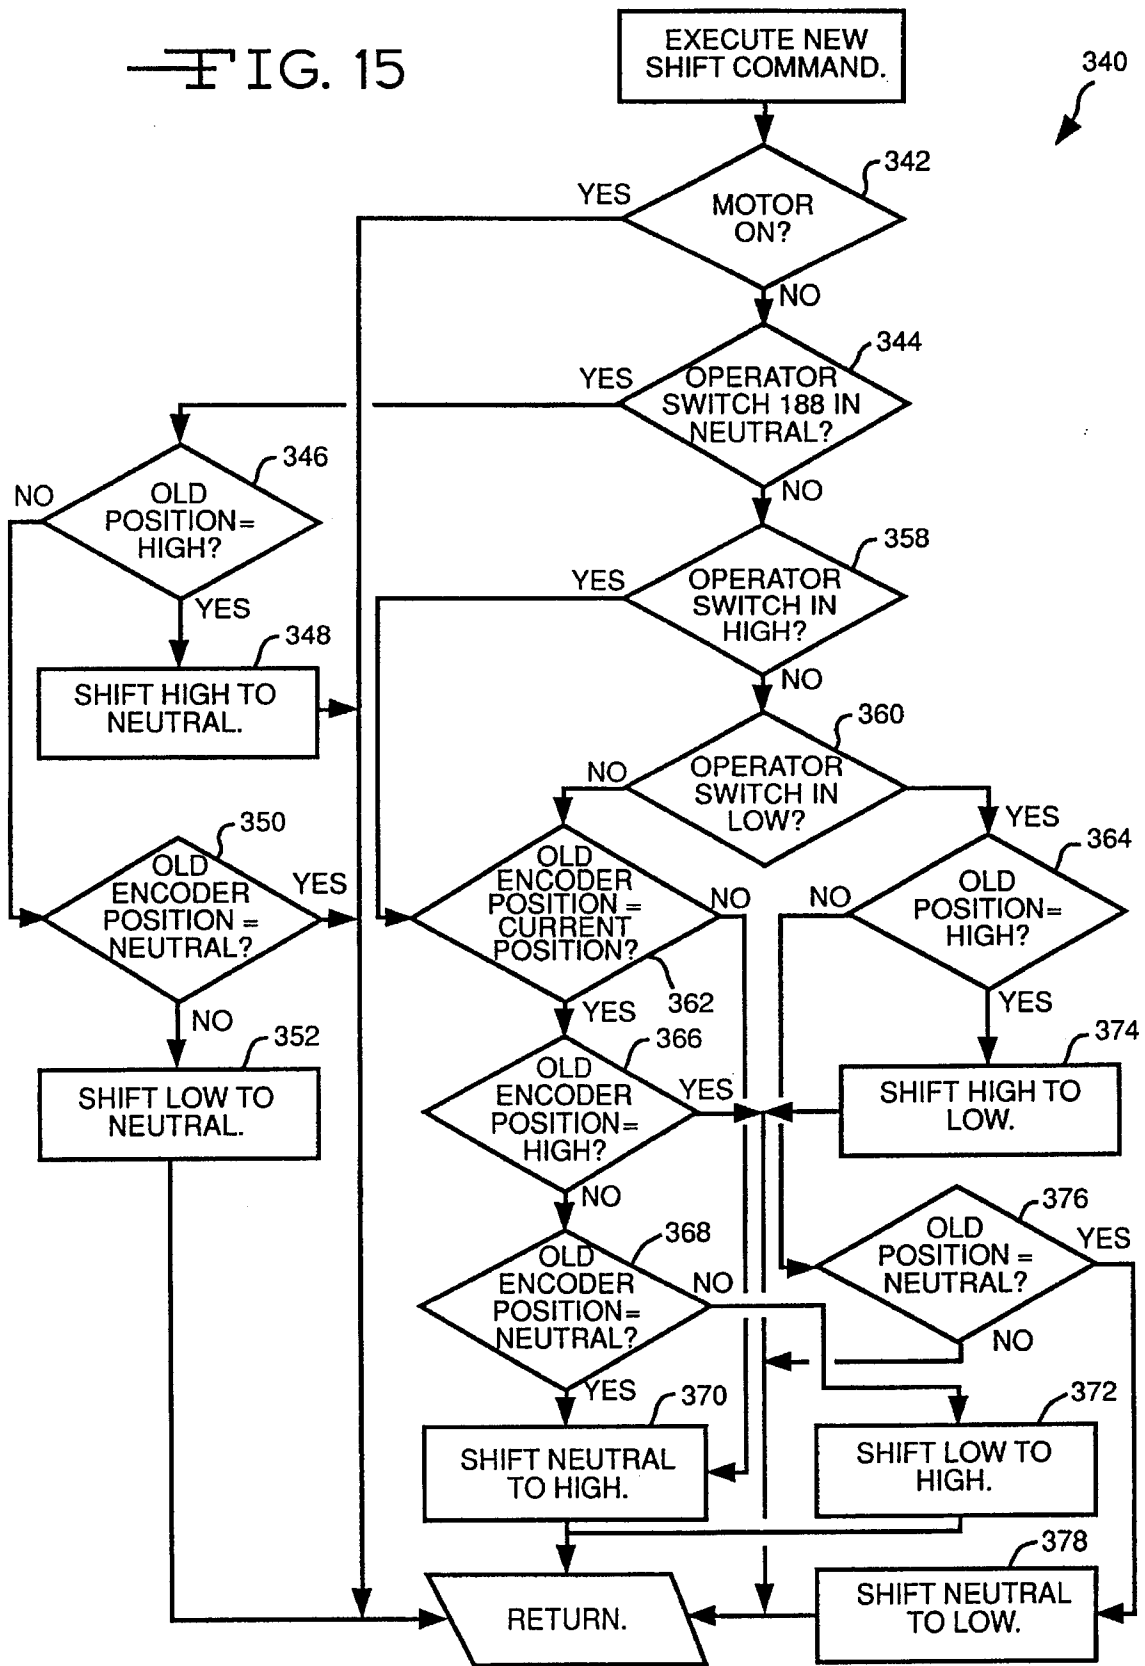 FIG. 15
EXECUTE NEW
SHIFT COMMAND.
340
342
YES
MOTOR
ON?
NO
344
YES
OPERATOR
SWITCH 188 IN
NEUTRAL?
NO
346
NO
OLD
POSITION=
HIGH?
YES
358
YES
OPERATOR
SWITCH IN
HIGH?
NO
348
SHIFT HIGH TO
NEUTRAL.
360
NO
OPERATOR
SWITCH IN
LOW?
YES
350
OLD
ENCODER
POSITION =
NEUTRAL?
YES
NO
OLD
ENCODER
POSITION =
CURRENT
POSITION?
NO
362
YES
364
NO
OLD
POSITION=
HIGH?
YES
352
SHIFT LOW TO
NEUTRAL.
366
OLD
ENCODER
POSITION=
HIGH?
YES
NO
374
SHIFT HIGH TO
LOW.
368
OLD
ENCODER
POSITION=
NEUTRAL?
NO
YES
376
OLD
POSITION =
NEUTRAL?
YES
NO
370
SHIFT NEUTRAL
TO HIGH.
372
SHIFT LOW TO
HIGH.
378
SHIFT NEUTRAL
TO LOW.
RETURN.